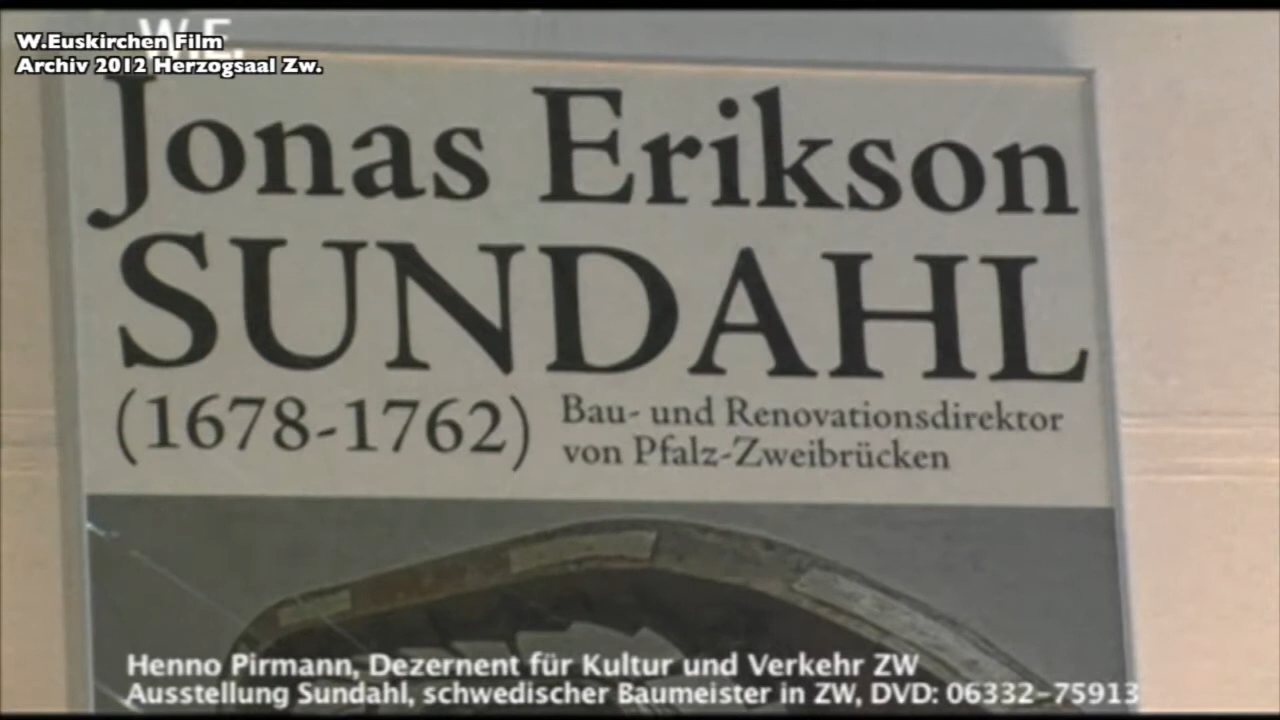 W.E.
W.Euskirchen Film
Archiv 2012 Herzogsaal Zw.
Jonas Erikson
SUNDAHL
(1678-1762)
Bau- und Renovationsdirektor
von Pfalz-Zweibrücken
Henno Pirmann, Dezernent für Kultur und Verkehr ZW
Ausstellung Sundahl, schwedischer Baumeister in ZW, DVD: 06332-75913